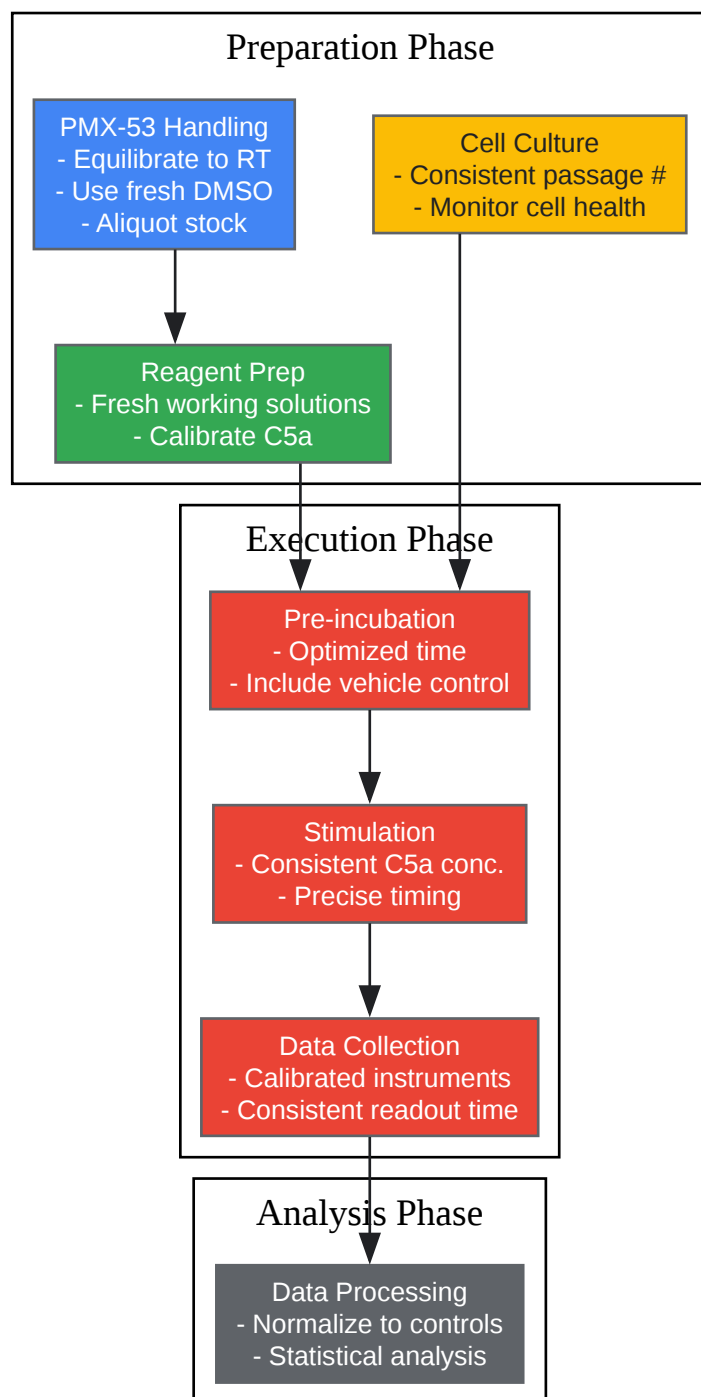 Preparation Phase
PMX-53 Handling
- Equilibrate to RT
- Use fresh DMSO
- Aliquot stock
Cell Culture
- Consistent passage #
- Monitor cell health
Reagent Prep
- Fresh working solutions
- Calibrate C5a
Execution Phase
Pre-incubation
- Optimized time
- Include vehicle control
Stimulation
- Consistent C5a conc.
- Precise timing
Data Collection
- Calibrated instruments
- Consistent readout time
Analysis Phase
Data Processing
- Normalize to controls
- Statistical analysis